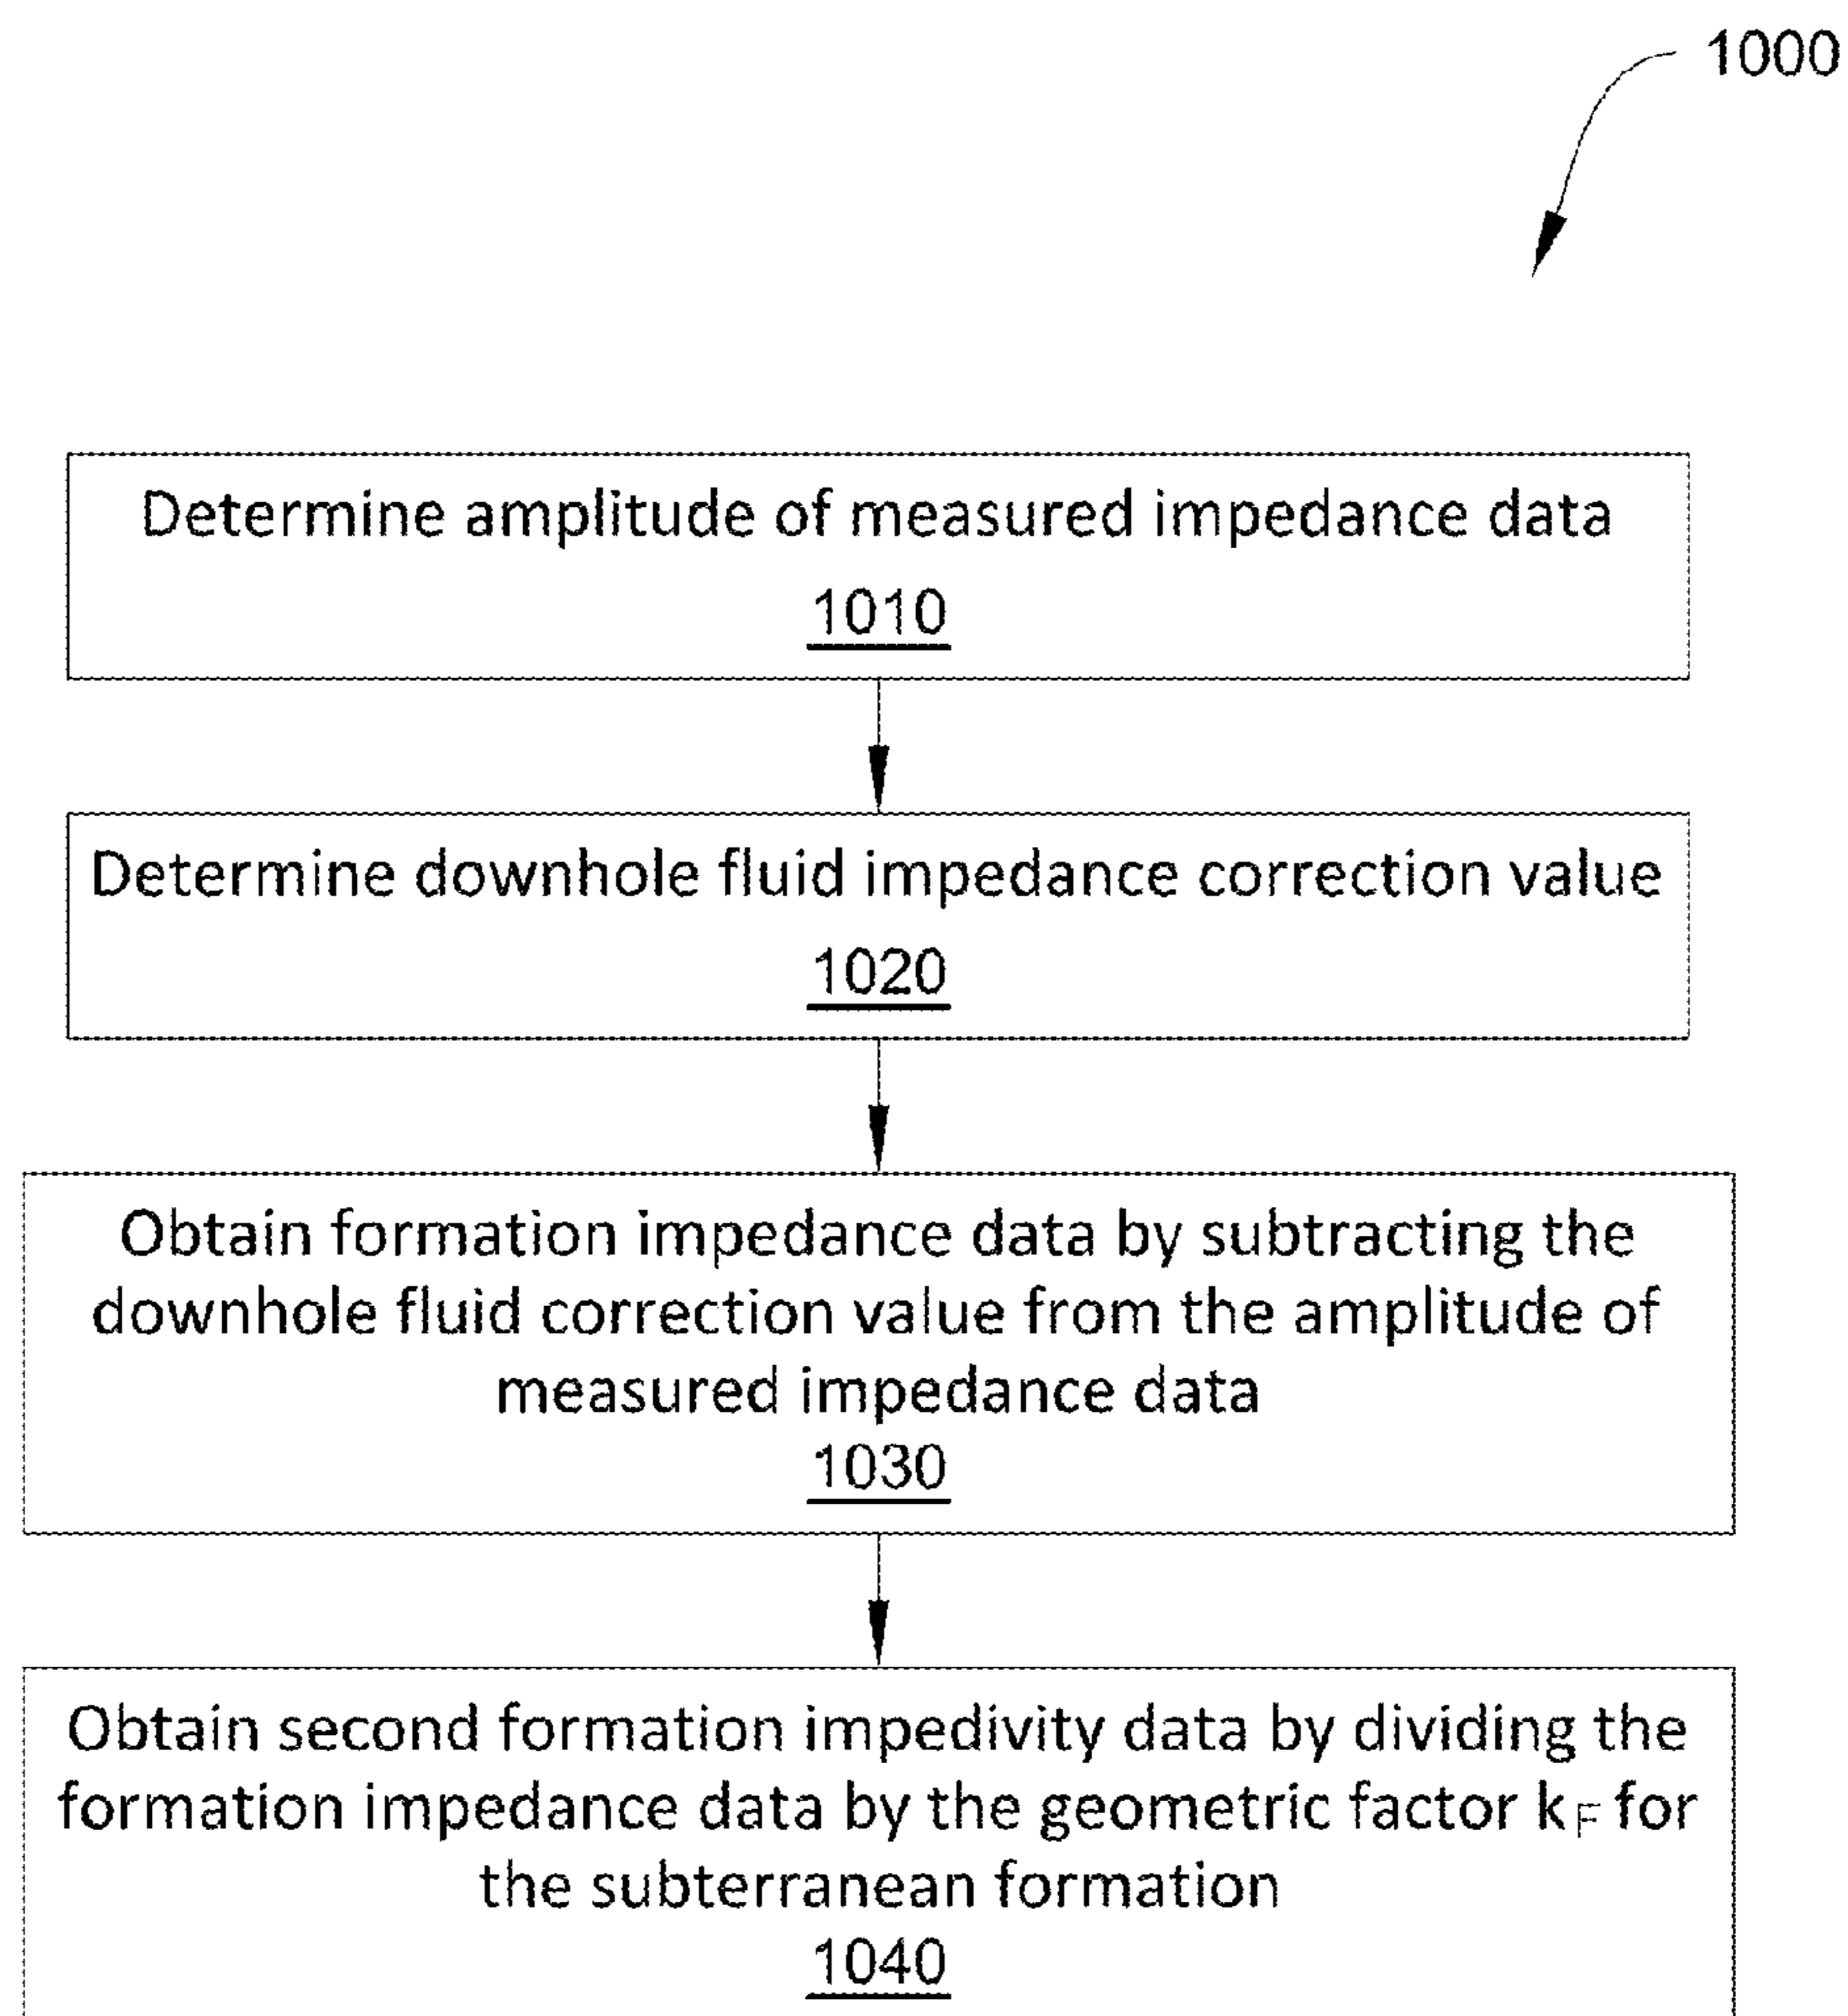 1000
Determine amplitude of measured impedance data
1010
Determine downhole fluid impedance correction value
1020
Obtain formation impedance data by subtracting the
downhole fluid correction value from the amplitude of
measured impedance data
1030
Obtain second formation impedivity data by dividing the
formation impedance data by the geometric factor k F for
the subterranean formation
1040